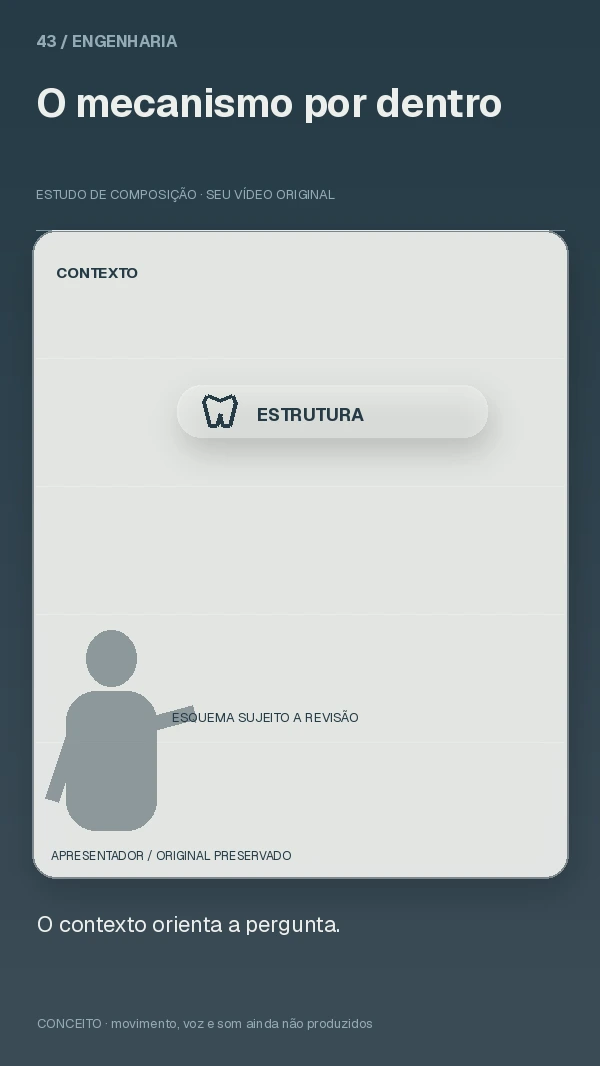 43 / ENGENHARIA
O mecanismo por dentro
ESTUDO DE COMPOSIÇÃO · SEU VÍDEO ORIGINAL
CONTEXTO
ESTRUTURA
ESQUEMA SUJEITO A REVISÃO
APRESENTADOR / ORIGINAL PRESERVADO
O contexto orienta a pergunta.
CONCEITO · movimento, voz e som ainda não produzidos